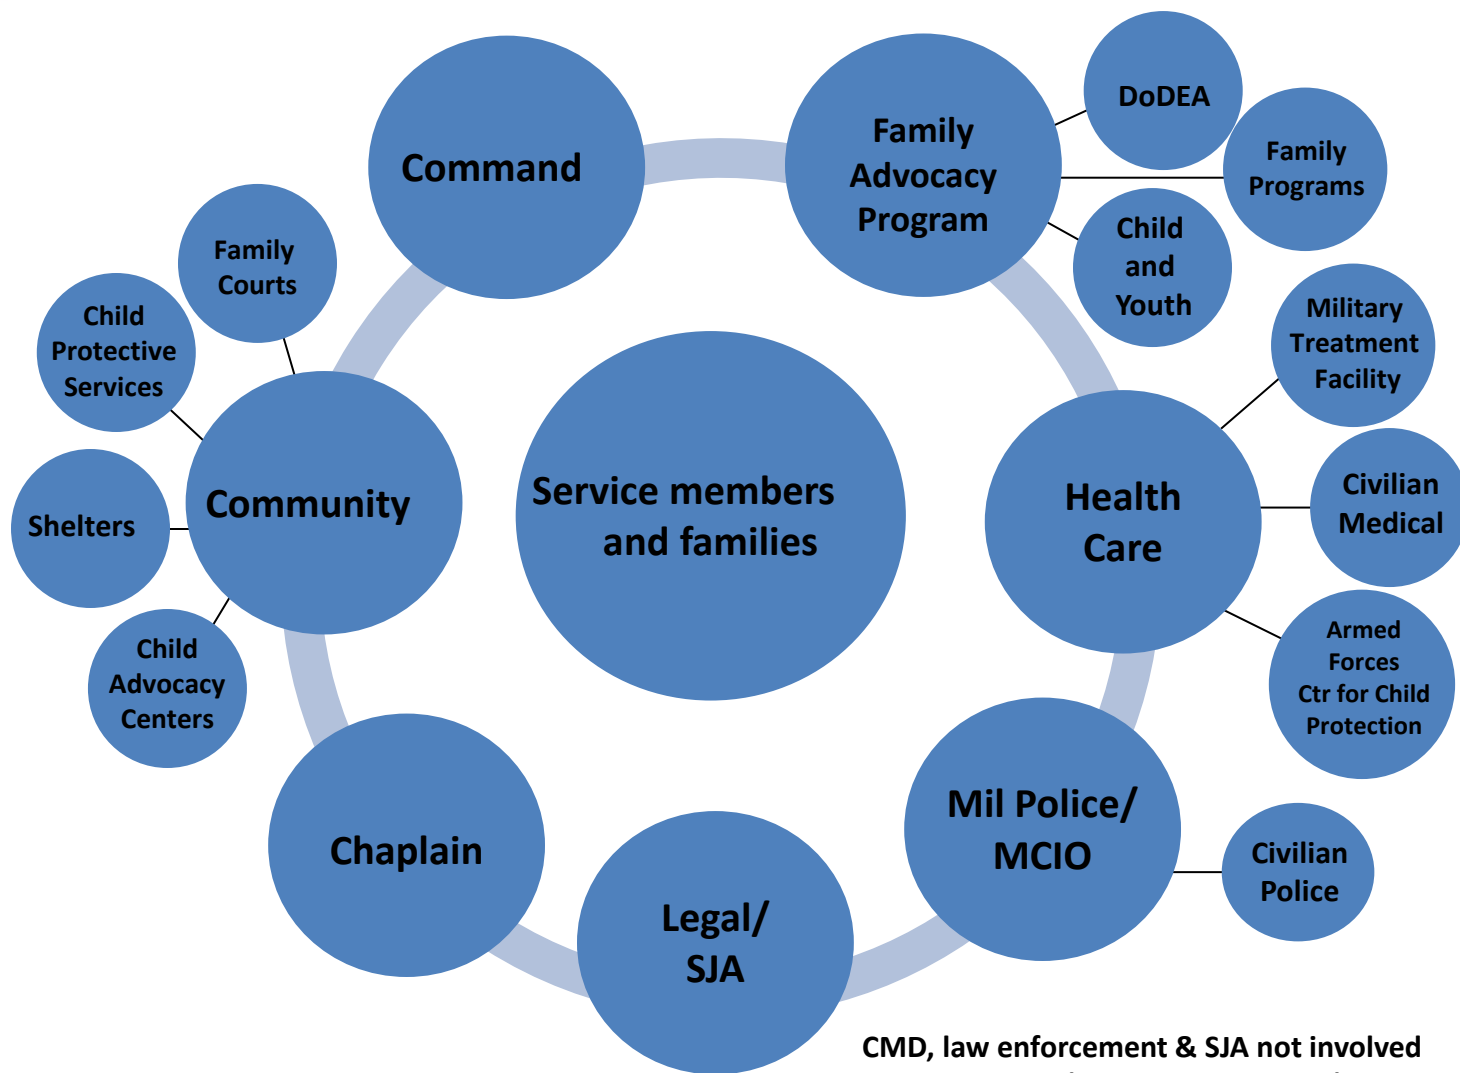 Command
Family
Advocacy
Program
DoDEA
Family
Programs
Child
and
Youth
Family
Courts
Child
Protective
Services
Shelters
Child
Advocacy
Centers
Community
Service members
and families
Health
Care
Military
Treatment
Facility
Civilian
Medical
Armed
Forces
Ctr for Child
Protection
Mil Police/
MCIO
Civilian
Police
Chaplain
Legal/
SJA
CMD, law enforcement & SJA not involved